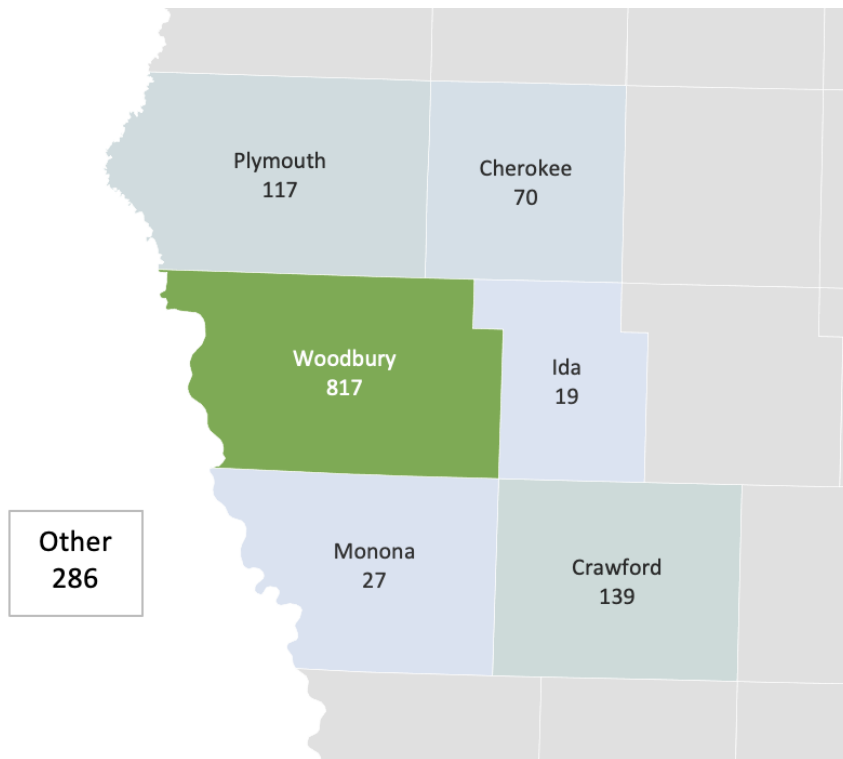 Plymouth
117
Cherokee
70
Woodbury
817
Ida
19
Other
286
Monona
27
Crawford
139